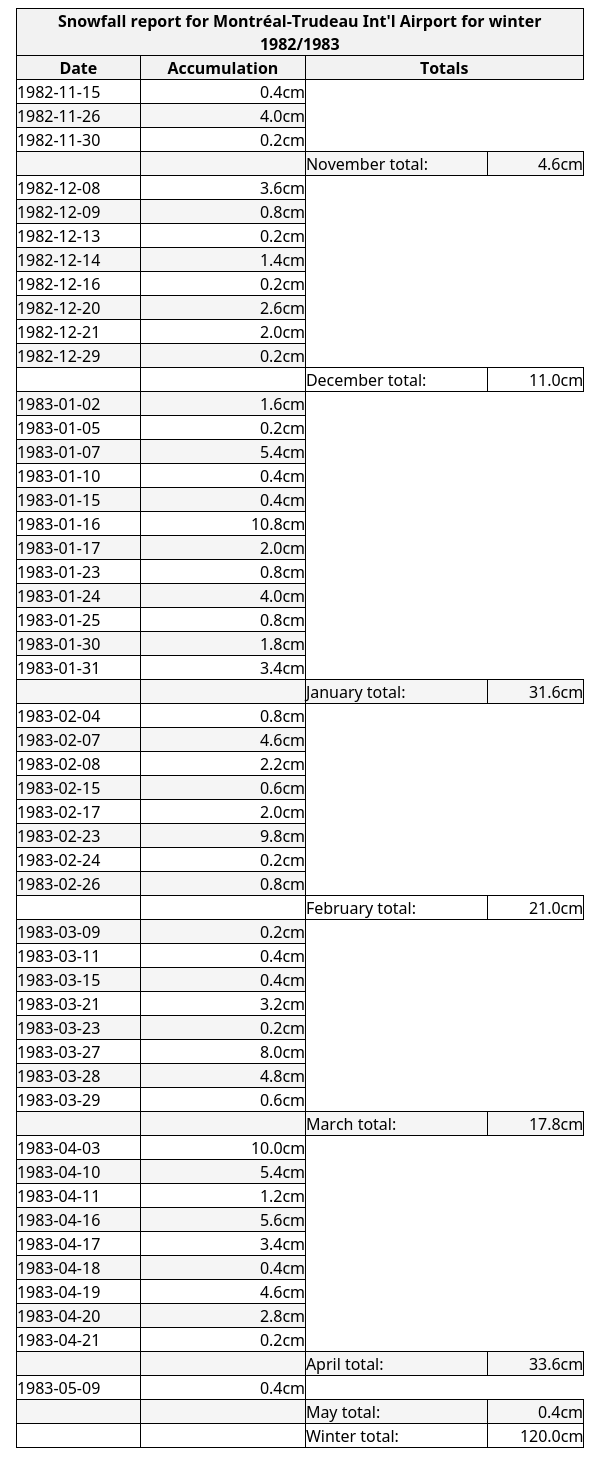 Snowfall report for Montréal-Trudeau Int'l Airport for winter
1982/1983
Date Accumulation Totals
1982-11-15 0.4cm
1982-11-26 4.0cm
1982-11-30 0.2cm
November total: 4.6cm
1982-12-08 3.6cm
1982-12-09 0.8cm
1982-12-13 0.2cm
1982-12-14 1.4cm
1982-12-16 0.2cm
1982-12-20 2.6cm
1982-12-21 2.0cm
1982-12-29 0.2cm
December total: 11.0cm
1983-01-02 1.6cm
1983-01-05 0.2cm
1983-01-07 5.4cm
1983-01-10 0.4cm
1983-01-15 0.4cm
1983-01-16 10.8cm
1983-01-17 2.0cm
1983-01-23 0.8cm
1983-01-24 4.0cm
1983-01-25 0.8cm
1983-01-30 1.8cm
1983-01-31 3.4cm
January total: 31.6cm
1983-02-04 0.8cm
1983-02-07 4.6cm
1983-02-08 2.2cm
1983-02-15 0.6cm
1983-02-17 2.0cm
1983-02-23 9.8cm
1983-02-24 0.2cm
1983-02-26 0.8cm
February total: 21.0cm
1983-03-09 0.2cm
1983-03-11 0.4cm
1983-03-15 0.4cm
1983-03-21 3.2cm
1983-03-23 0.2cm
1983-03-27 8.0cm
1983-03-28 4.8cm
1983-03-29 0.6cm
March total: 17.8cm
1983-04-03 10.0cm
1983-04-10 5.4cm
1983-04-11 1.2cm
1983-04-16 5.6cm
1983-04-17 3.4cm
1983-04-18 0.4cm
1983-04-19 4.6cm
1983-04-20 2.8cm
1983-04-21 0.2cm
April total: 33.6cm
1983-05-09 0.4cm
May total: 0.4cm
Winter total: 120.0cm